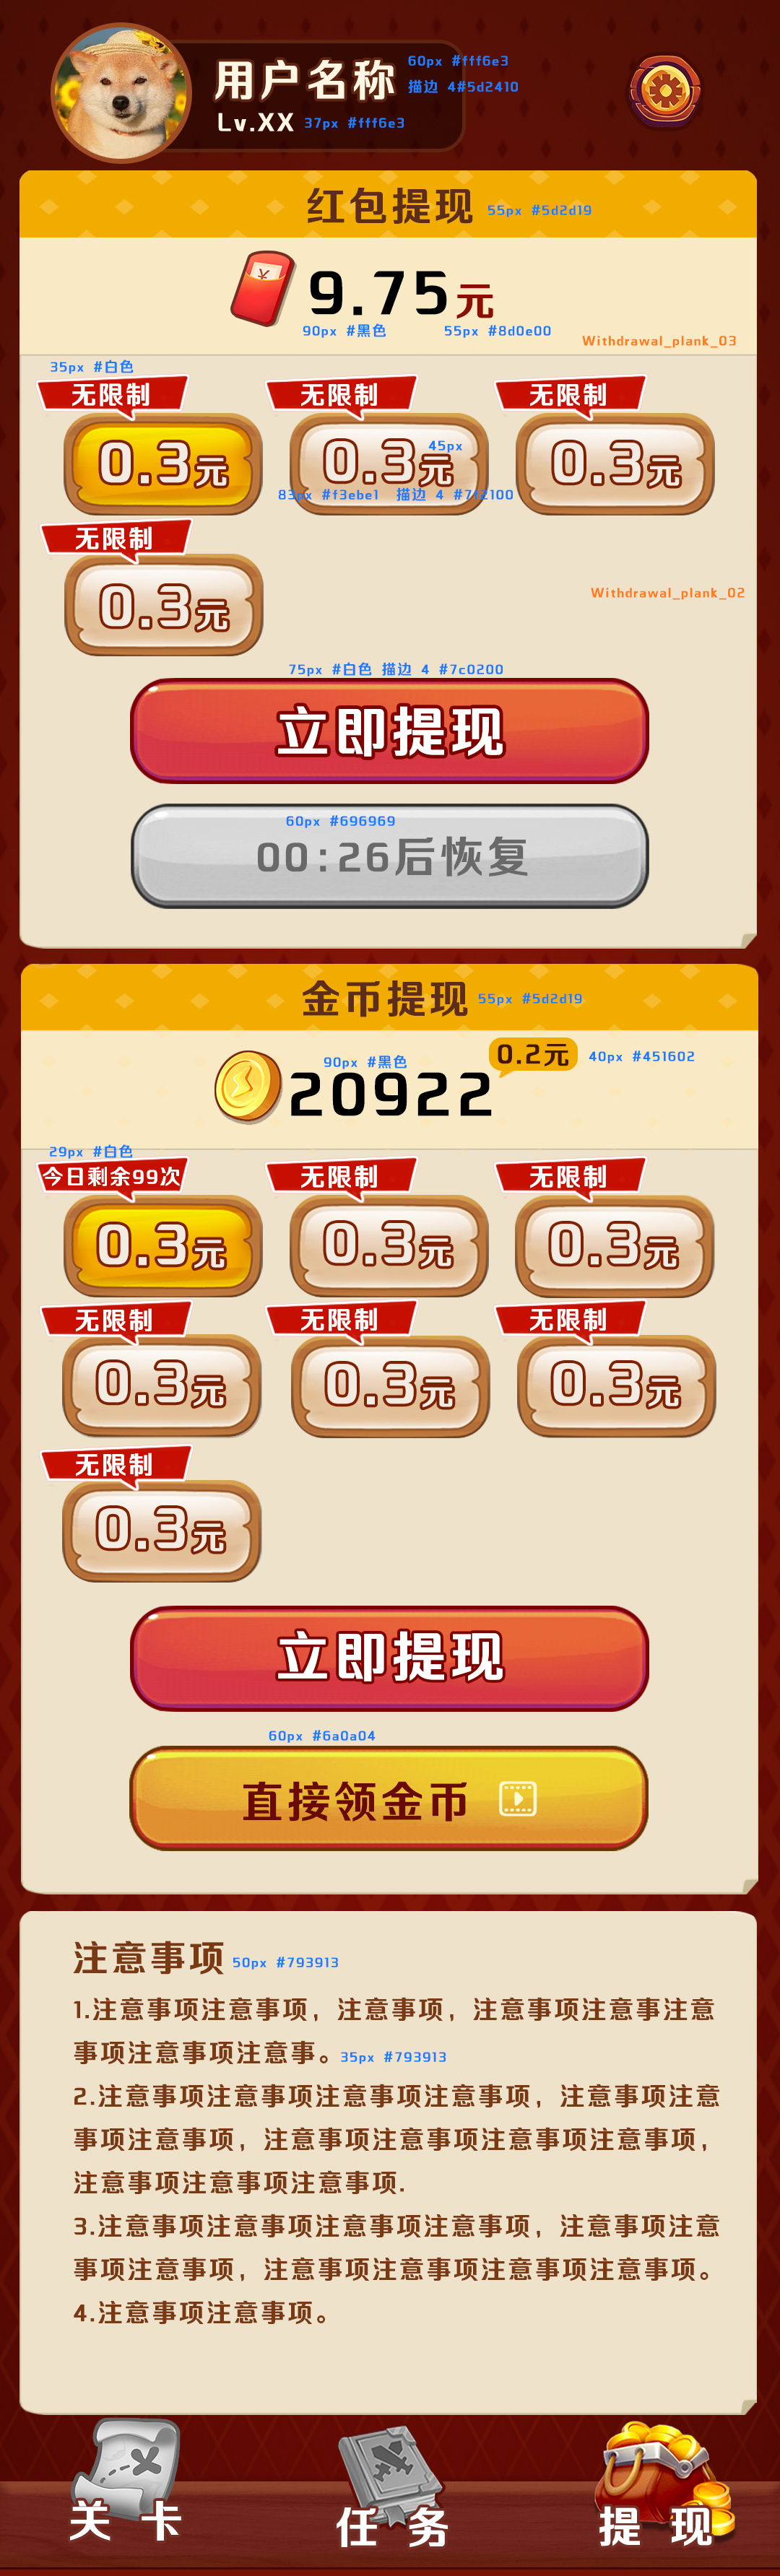 用户名称
60px #fff6e3
描边 4#5d2410
Lv.XX
37px #fff6e3
红包提现
55px #5d2d19
¥
9.75元
90px #黑色
55px #8d0e00
Withdrawal_plank_03
35px #白色
无限制
无限制
无限制
0.3元
0.3元
45px
0.3元
83px #f3ebe1 描边 4 #7f2100
无限制
0.3元
Withdrawal_plank_02
75px #白色 描边 4 #7c0200
立即提现
60px #696969
00:26后恢复
金币提现
55px #5d2d19
0.2元
40px #451602
90px #黑色
20922
29px #白色
今日剩余99次
无限制
无限制
0.3元
0.3元
0.3元
无限制
无限制
无限制
0.3元
0.3元
0.3元
无限制
0.3元
立即提现
60px #6a0a04
直接领金币
注意事项
50px #793913
1.注意事项注意事项，注意事项，注意事项注意事注意
事项注意事项注意事。
35px #793913
2.注意事项注意事项注意事项注意事项，注意事项注意
事项注意事项，注意事项注意事项注意事项注意事项，
注意事项注意事项注意事项.
3.注意事项注意事项注意事项注意事项，注意事项注意
事项注意事项，注意事项注意事项注意事项注意事项。
4.注意事项注意事项。
关 卡
任 务
提 现